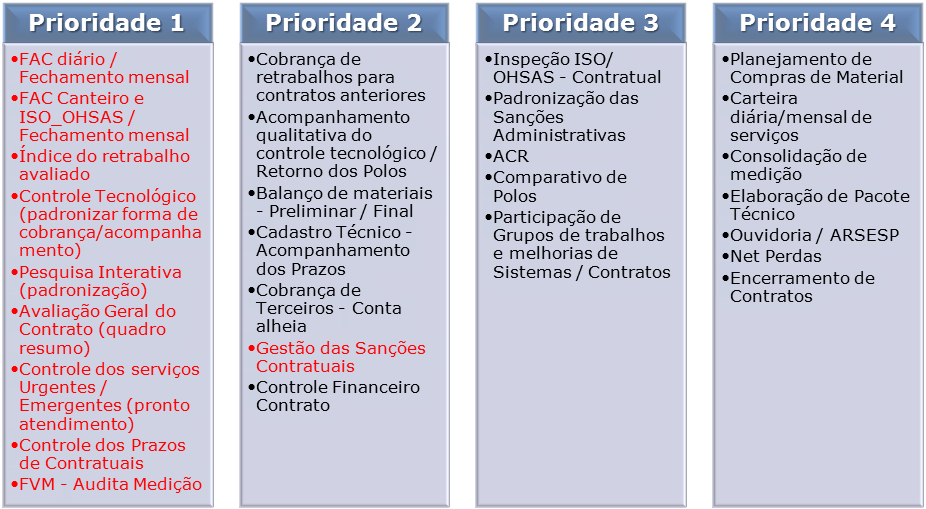 Prioridade 1
•FAC diário /
Fechamento mensal
•FAC Canteiro e
ISO_OHSAS /
Fechamento mensal
•Índice do retrabalho
avaliado
•Controle Tecnológico
(padronizar forma de
cobrança/acompanha
mento)
•Pesquisa Interativa
(padronização)
•Avaliação Geral do
Contrato (quadro
resumo)
•Controle dos serviços
Urgentes /
Emergentes (pronto
atendimento)
•Controle dos Prazos
de Contratuais
•FVM - Audita Medição
Prioridade 2
•Cobrança de
retrabalhos para
contratos anteriores
•Acompanhamento
qualitativa do
controle tecnológico /
Retorno dos Polos
•Balanço de materiais
- Preliminar / Final
•Cadastro Técnico -
Acompanhamento
dos Prazos
•Cobrança de
Terceiros - Conta
alheia
•Gestão das Sanções
Contratuais
•Controle Financeiro
Contrato
Prioridade 3
•Inspeção ISO/
OHSAS - Contratual
•Padronização das
Sanções
Administrativas
•ACR
•Comparativo de
Polos
•Participação de
Grupos de trabalhos
e melhorias de
Sistemas / Contratos
Prioridade 4
•Planejamento de
Compras de Material
•Carteira
diária/mensal de
serviços
•Consolidação de
medição
•Elaboração de Pacote
Técnico
•Ouvidoria / ARSESP
•Net Perdas
•Encerramento de
Contratos